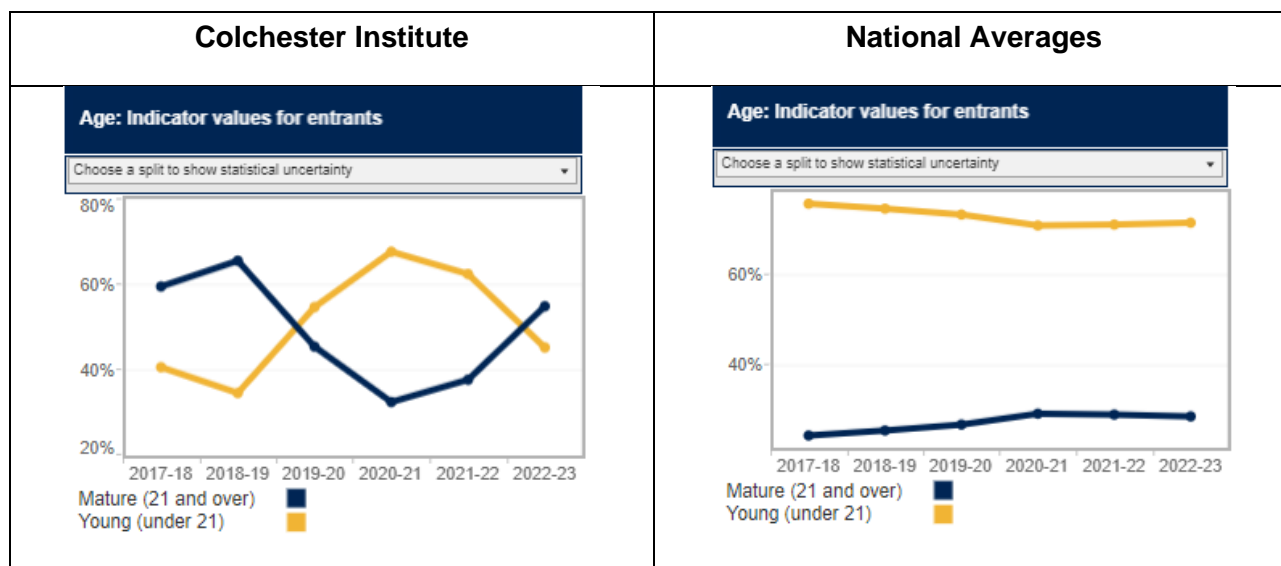 Colchester Institute
National Averages
Age: Indicator values for entrants
Choose a split to show statistical uncertainty
80%
60%
40%
20%
2017-18 2018-19 2019-20 2020-21 2021-22 2022-23
Mature (21 and over)
Young (under 21)
Age: Indicator values for entrants
Choose a split to show statistical uncertainty
60%
40%
2017-18 2018-19 2019-20 2020-21 2021-22 2022-23
Mature (21 and over)
Young (under 21)